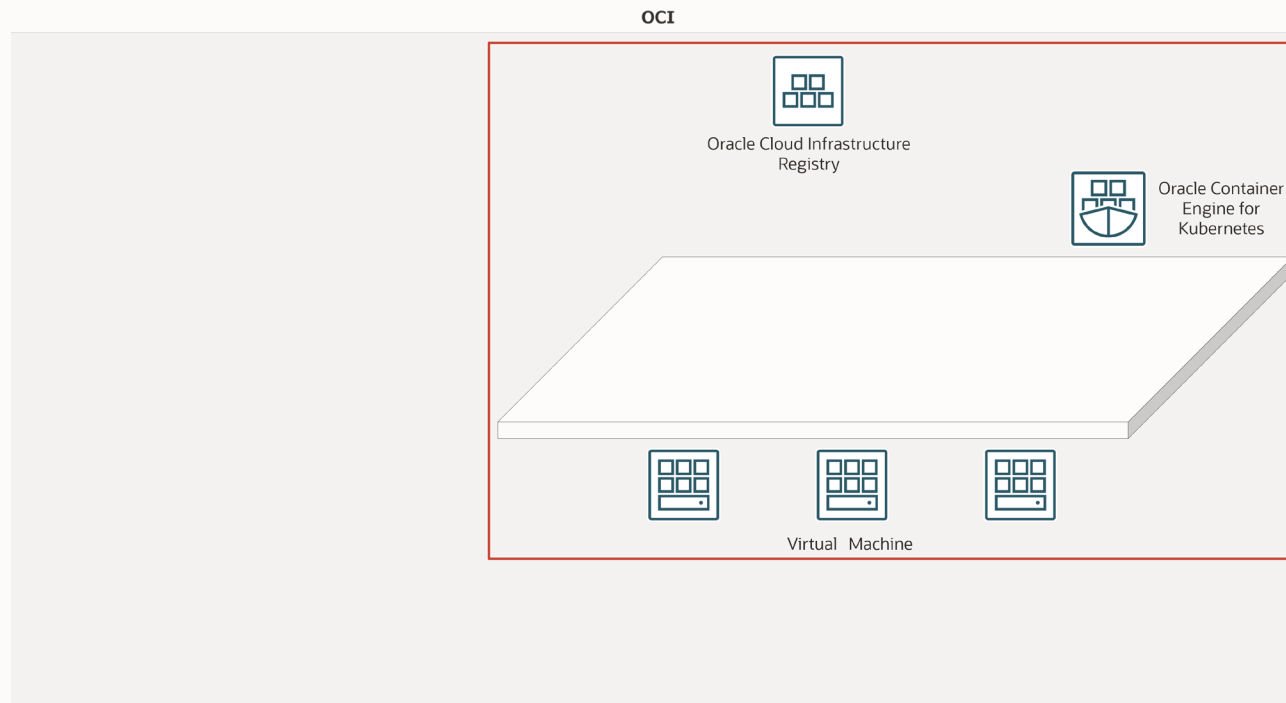 OCI
Oracle Cloud Infrastructure
Registry
Oracle Container
Engine for
Kubernetes
Virtual Machine